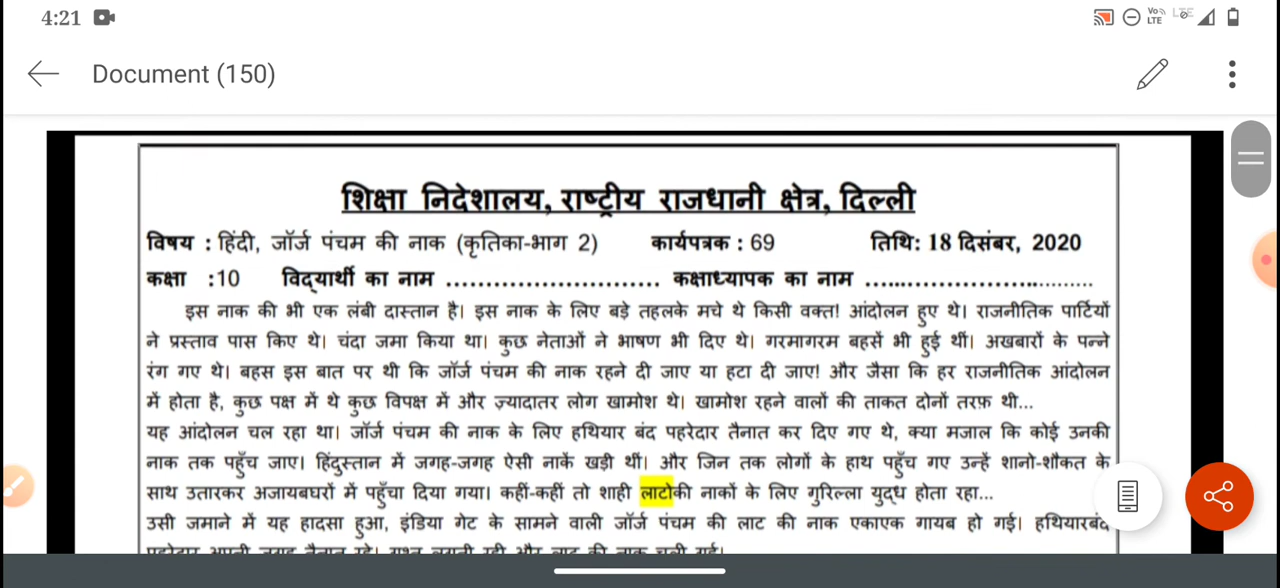 4:21 Vo LTE LTE
Document (150)
शिक्षा निदेशालय, राष्ट्रीय राजधानी क्षेत्र, दिल्ली
विषय : हिंदी, जॉर्ज पंचम की नाक (कृतिका-भाग 2) कार्यपत्रक : 69 तिथि: 18 दिसंबर, 2020
कक्षा :10 विद्यार्थी का नाम ........................... कक्षाध्यापक का नाम .............................
इस नाक की भी एक लंबी दास्तान है। इस नाक के लिए बड़े तहलके मचे थे किसी वक्त! आंदोलन हुए थे। राजनीतिक पार्टियों
ने प्रस्ताव पास किए थे। चंदा जमा किया था। कुछ नेताओं ने भाषण भी दिए थे। गरमागरम बहसें भी हुई थीं। अखबारों के पन्ने
रंग गए थे। बहस इस बात पर थी कि जॉर्ज पंचम की नाक रहने दी जाए या हटा दी जाए! और जैसा कि हर राजनीतिक आंदोलन
में होता है, कुछ पक्ष में थे कुछ विपक्ष में और ज़्यादातर लोग खामोश थे। खामोश रहने वालों की ताकत दोनों तरफ़ थी...
यह आंदोलन चल रहा था। जॉर्ज पंचम की नाक के लिए हथियार बंद पहरेदार तैनात कर दिए गए थे, क्या मजाल कि कोई उनकी
नाक तक पहुँच जाए। हिंदुस्तान में जगह-जगह ऐसी नाकें खड़ी थीं। और जिन तक लोगों के हाथ पहुँच गए उन्हें शानो-शौकत के
साथ उतारकर अजायबघरों में पहुँचा दिया गया। कहीं-कहीं तो शाही लाटोकी नाकों के लिए गुरिल्ला युद्ध होता रहा...
उसी जमाने में यह हादसा हुआ, इंडिया गेट के सामने वाली जॉर्ज पंचम की लाट की नाक एकाएक गायब हो गई। हथियारबंद